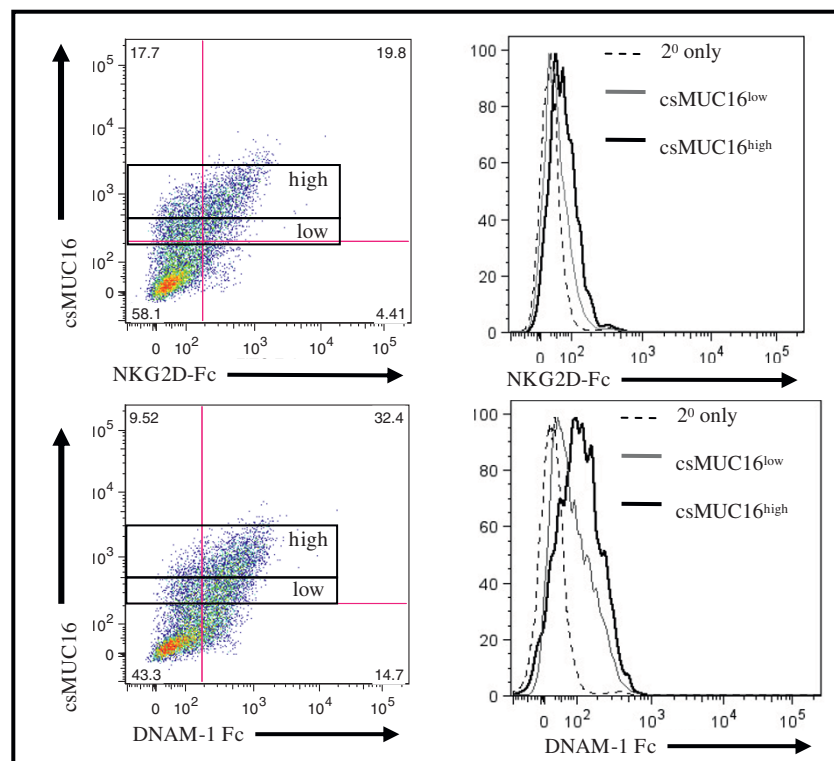 17.7
19.8
10⁵
10⁴
10³
10²
0
high
low
58.1
4.41
0 10² 10³ 10⁴ 10⁵
csMUC16
NKG2D-Fc
100
80
60
40
20
0
2⁰ only
csMUC16low
csMUC16high
0 10² 10³ 10⁴ 10⁵
NKG2D-Fc
9.52
32.4
10⁵
10⁴
10³
10²
0
high
low
43.3
14.7
0 10² 10³ 10⁴ 10⁵
csMUC16
DNAM-1 Fc
100
80
60
40
20
0
2⁰ only
csMUC16low
csMUC16high
0 10² 10³ 10⁴ 10⁵
DNAM-1 Fc